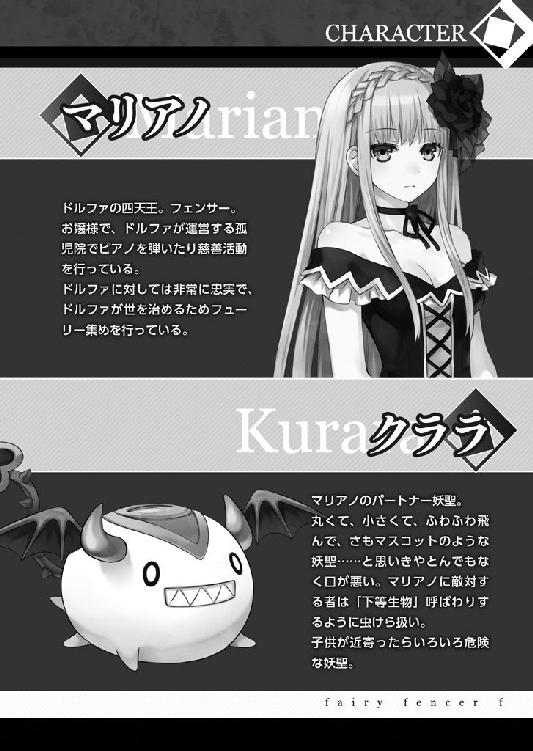 CHARACTER
マリアノ
Marian
ドルファの四天王。フェンサー。
お嬢様で、ドルファが運営する孤
児院でピアノを弾いたり慈善活動
を行っている。
ドルファに対しては非常に忠実で、
ドルファが世を治めるためフュー
リー集めを行っている。
Kurara
クララ
マリアノのパートナー妖聖。
丸くて、小さくて、ふわふわ飛
んで、さもマスコットのような
妖聖……と思いきやとんでもな
く口が悪い。マリアノに敵対す
る者は「下等生物」呼ばわりす
るように虫けら扱い。
子供が近寄ったらいろいろ危険
な妖聖。
fairy fencer f